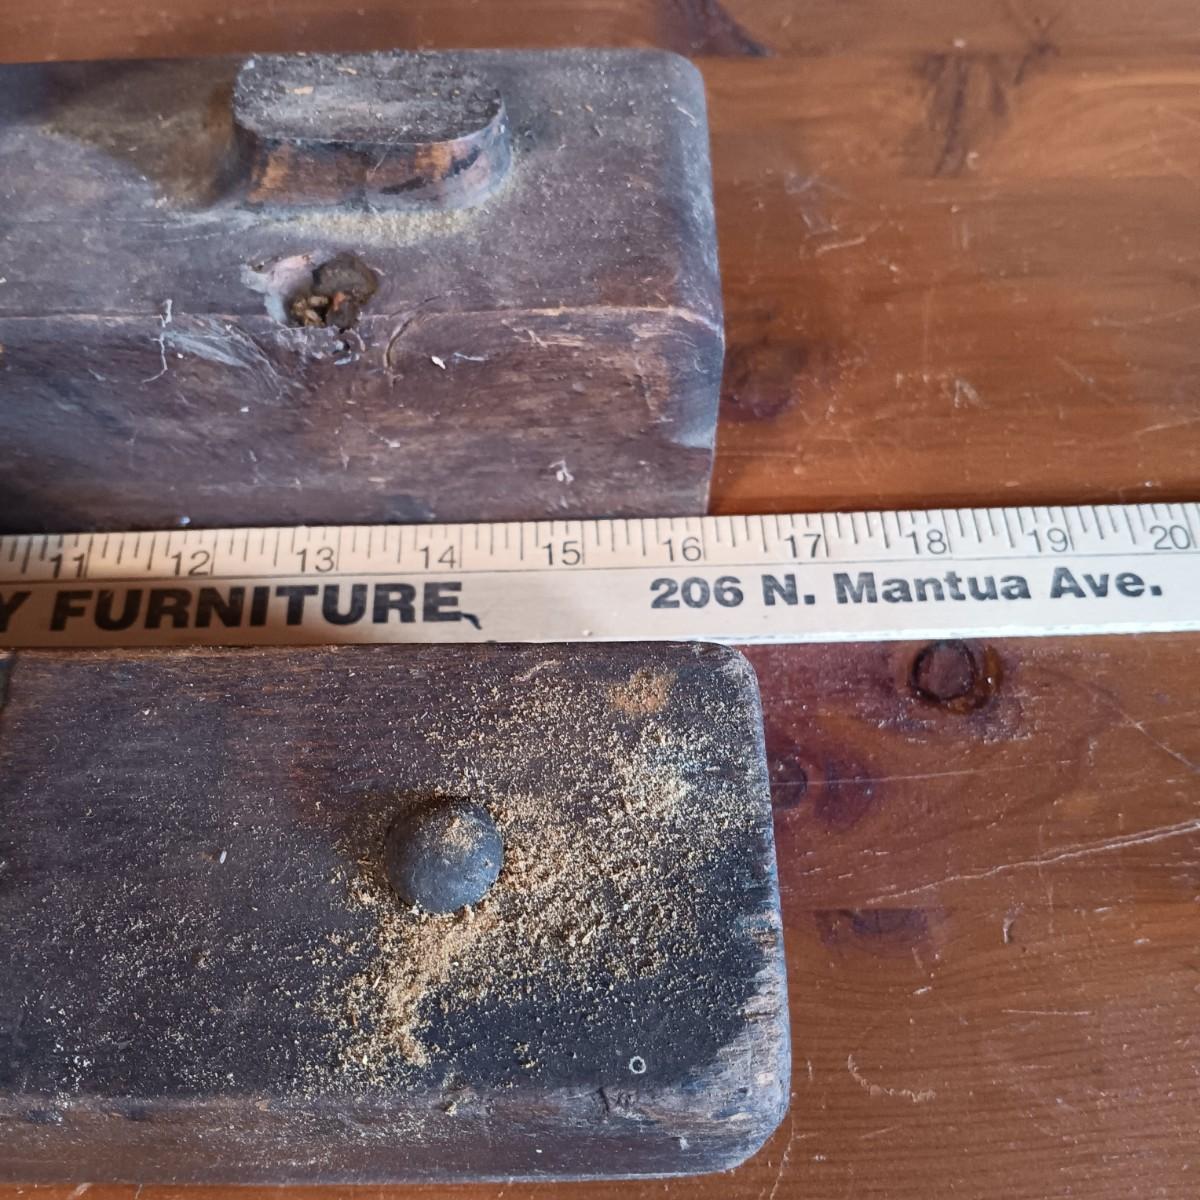 11 12 13 14 15 16 17 18 19 20
Y FURNITURE 206 N. Mantua Ave.